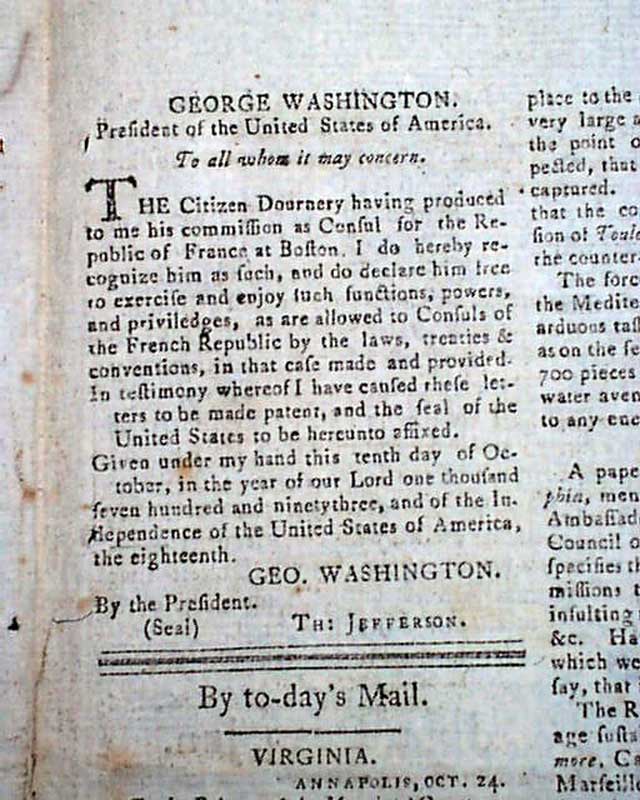 GEORGE WASHINGTON.
Preſident of the United States of America.
To all whom it may concern.
THE Citizen Dournery having produced
to me his commiſſion as Conſul for the Re-
public of France at Boſton, I do hereby re-
cognize him as ſuch, and do declare him free
to exerciſe and enjoy ſuch functions, powers,
and priviledges, as are allowed to Conſuls of
the French Republic by the laws, treaties &
conventions, in that caſe made and provided.
In teſtimony whereof I have cauſed theſe let-
ters to be made patent, and the ſeal of the
United States to be hereunto affixed.
Given under my hand this tenth day of Oc-
tober, in the year of our Lord one thouſand
ſeven hundred and ninetythree, and of the In-
dependence of the United States of America,
the eighteenth.
GEO. WASHINGTON.
By the Preſident.
(Seal) TH: JEFFERSON.
By to-day's Mail.
VIRGINIA.
ANNAPOLIS, OCT. 24.
place to the
very large
the point
pected, that
captured.
that the
ſion of
the counter
The
the Medite
arduous
as on the
700 pieces
water
to any
A pape
phia,
Ambaſſad
Council
ſpecifies
miſſions
inſulting
&c.
which
ſay, that
The
age
more,
Marſeill